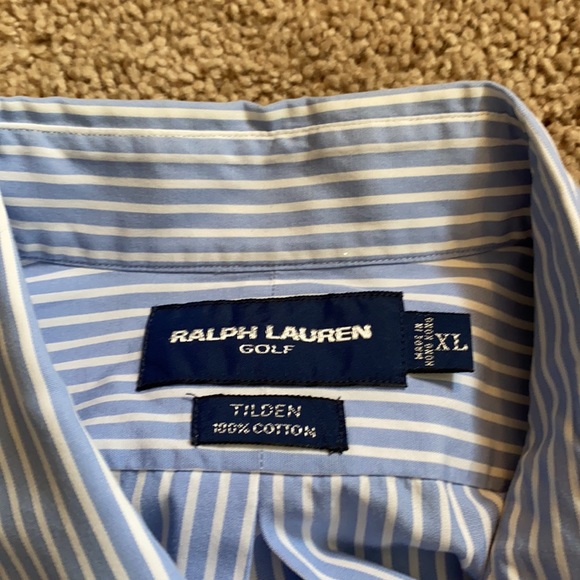 RALPH LAUREN
GOLF
MADE IN
HONG KONG
XL
TILDEN
100% COTTON